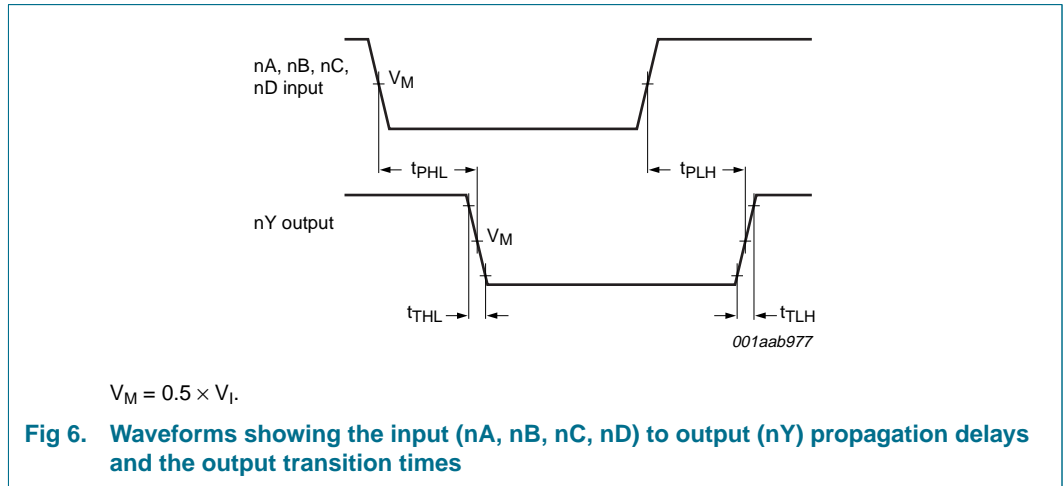 nA, nB, nC,
nD input
VM
tPHL
tPLH
nY output
VM
tTHL
tTLH
001aab977
VM = 0.5 × VI.
Fig 6. Waveforms showing the input (nA, nB, nC, nD) to output (nY) propagation delays
and the output transition times